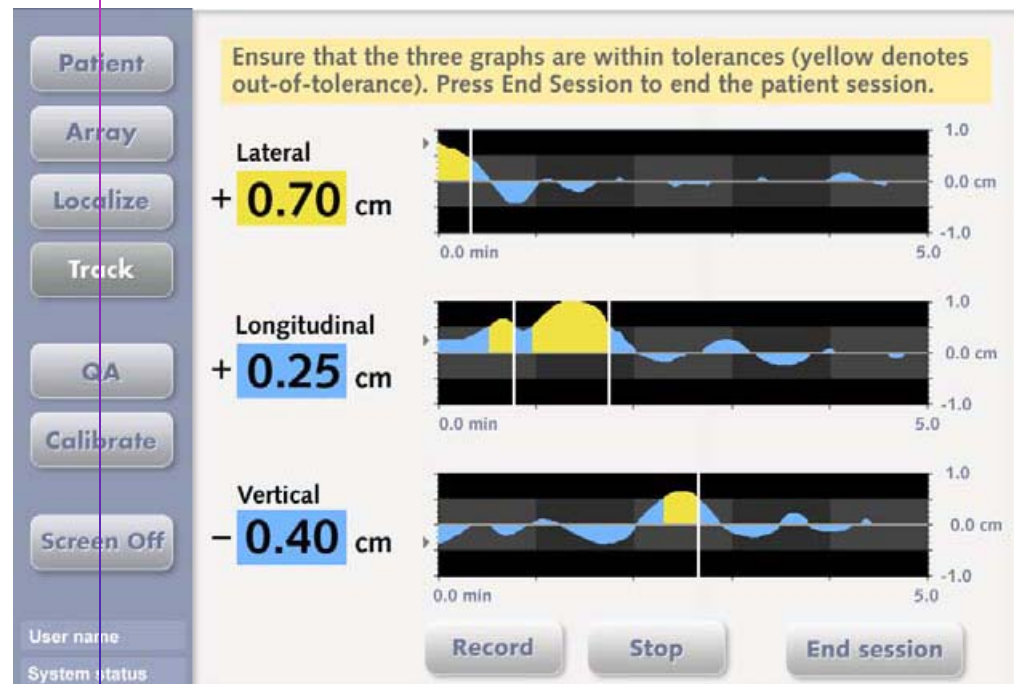 Patient
Array
Localize
Track
QA
Calibrate
Screen Off
User name
System status
Ensure that the three graphs are within tolerances (yellow denotes
out-of-tolerance). Press End Session to end the patient session.
Lateral
+ 0.70 cm
1.0
0.0 cm
-1.0
0.0 min
5.0
Longitudinal
+ 0.25 cm
1.0
0.0 cm
-1.0
0.0 min
5.0
Vertical
− 0.40 cm
1.0
0.0 cm
-1.0
0.0 min
5.0
Record
Stop
End session